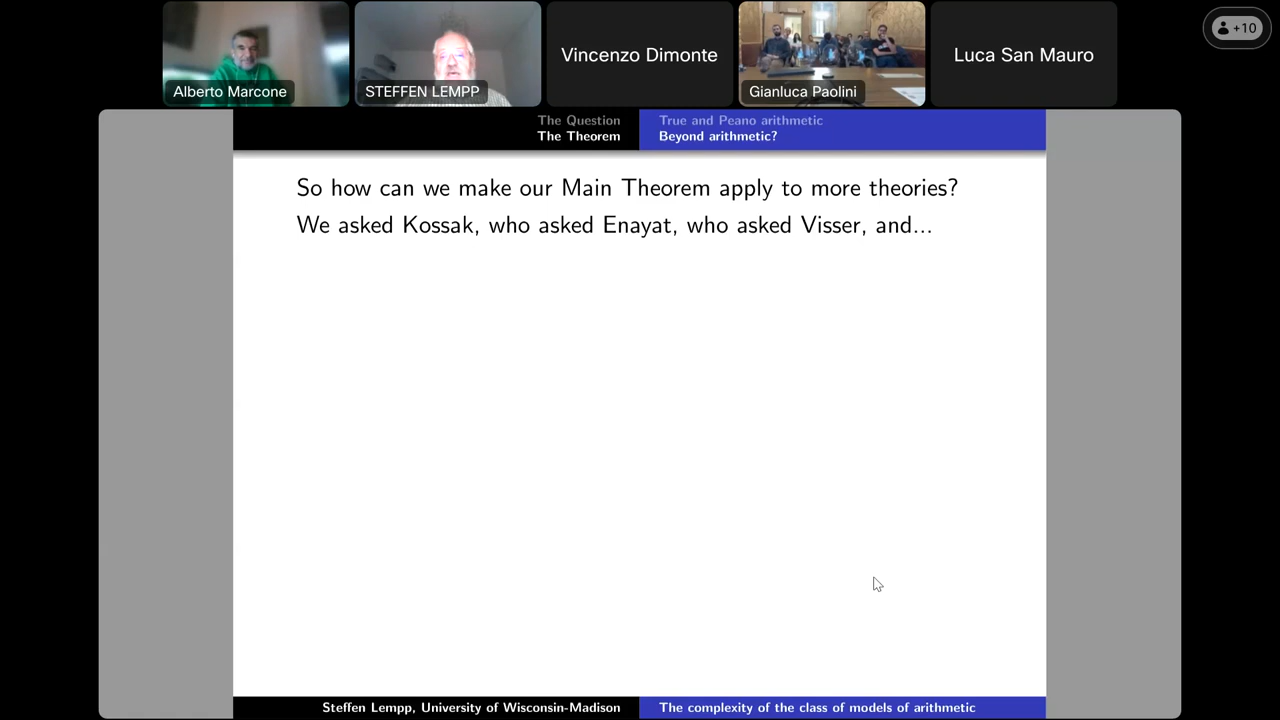 Alberto Marcone
STEFFEN LEMPP
Vincenzo Dimonte
Gianluca Paolini
Luca San Mauro
+10
The Question
The Theorem
True and Peano arithmetic
Beyond arithmetic?
So how can we make our Main Theorem apply to more theories?
We asked Kossak, who asked Enayat, who asked Visser, and...
Steffen Lempp, University of Wisconsin-Madison
The complexity of the class of models of arithmetic